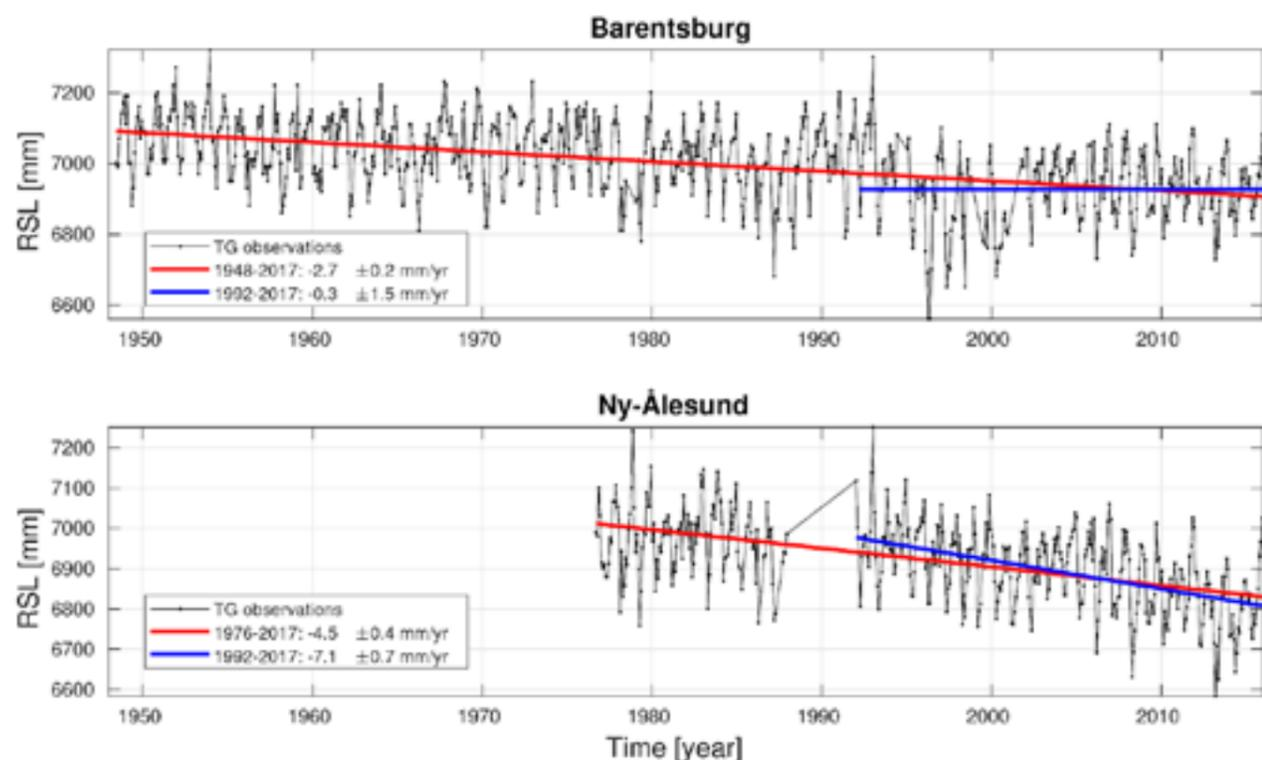 Barentsburg
7200
7000
6800
6600
RSL [mm]
TG observations
1948-2017: -2.7 ±0.2 mm/yr
1992-2017: -0.3 ±1.5 mm/yr
1950 1960 1970 1980 1990 2000 2010
Ny-Ålesund
7200
7100
7000
6900
6800
6700
6600
RSL [mm]
TG observations
1976-2017: -4.5 ±0.4 mm/yr
1992-2017: -7.1 ±0.7 mm/yr
1950 1960 1970 1980 1990 2000 2010
Time [year]